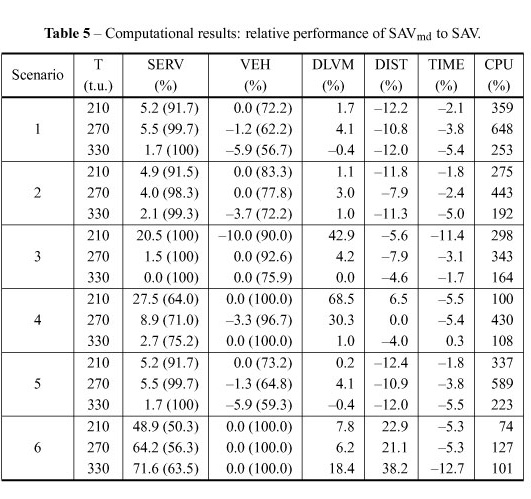 Table 5 – Computational results: relative performance of SAVmd to SAV.
Scenario T SERV VEH DLVM DIST TIME CPU
(t.u.) (%) (%) (%) (%) (%) (%)
210 5.2 (91.7) 0.0 (72.2) 1.7 –12.2 –2.1 359
1 270 5.5 (99.7) –1.2 (62.2) 4.1 –10.8 –3.8 648
330 1.7 (100) –5.9 (56.7) –0.4 –12.0 –5.4 253
210 4.9 (91.5) 0.0 (83.3) 1.1 –11.8 –1.8 275
2 270 4.0 (98.3) 0.0 (77.8) 3.0 –7.9 –2.4 443
330 2.1 (99.3) –3.7 (72.2) 1.0 –11.3 –5.0 192
210 20.5 (100) –10.0 (90.0) 42.9 –5.6 –11.4 298
3 270 1.5 (100) 0.0 (92.6) 4.2 –7.9 –3.1 343
330 0.0 (100) 0.0 (75.9) 0.0 –4.6 –1.7 164
210 27.5 (64.0) 0.0 (100.0) 68.5 6.5 –5.5 100
4 270 8.9 (71.0) –3.3 (96.7) 30.3 0.0 –5.4 430
330 2.7 (75.2) 0.0 (100.0) 1.0 –4.0 0.3 108
210 5.2 (91.7) 0.0 (73.2) 0.2 –12.4 –1.8 337
5 270 5.5 (99.7) –1.3 (64.8) 4.1 –10.9 –3.8 589
330 1.7 (100) –5.9 (59.3) –0.4 –12.0 –5.5 223
210 48.9 (50.3) 0.0 (100.0) 7.8 22.9 –5.3 74
6 270 64.2 (56.3) 0.0 (100.0) 6.2 21.1 –5.3 127
330 71.6 (63.5) 0.0 (100.0) 18.4 38.2 –12.7 101